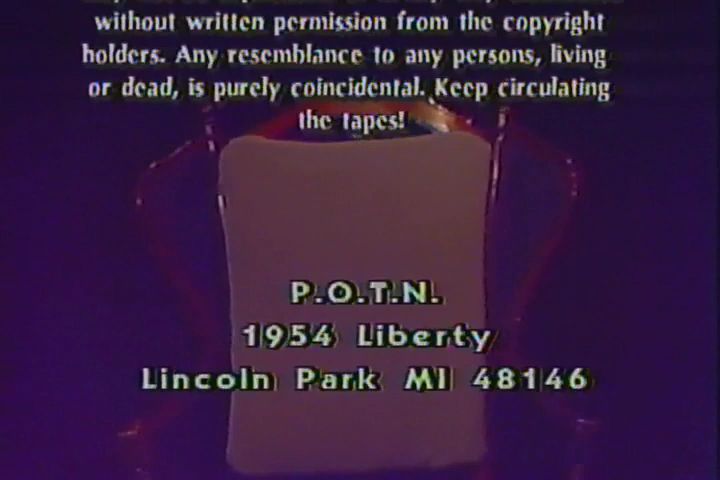 without written permission from the copyright
holders. Any resemblance to any persons, living
or dead, is purely coincidental. Keep circulating
the tapes!
P.O.T.N.
1954 Liberty
Lincoln Park MI 48146